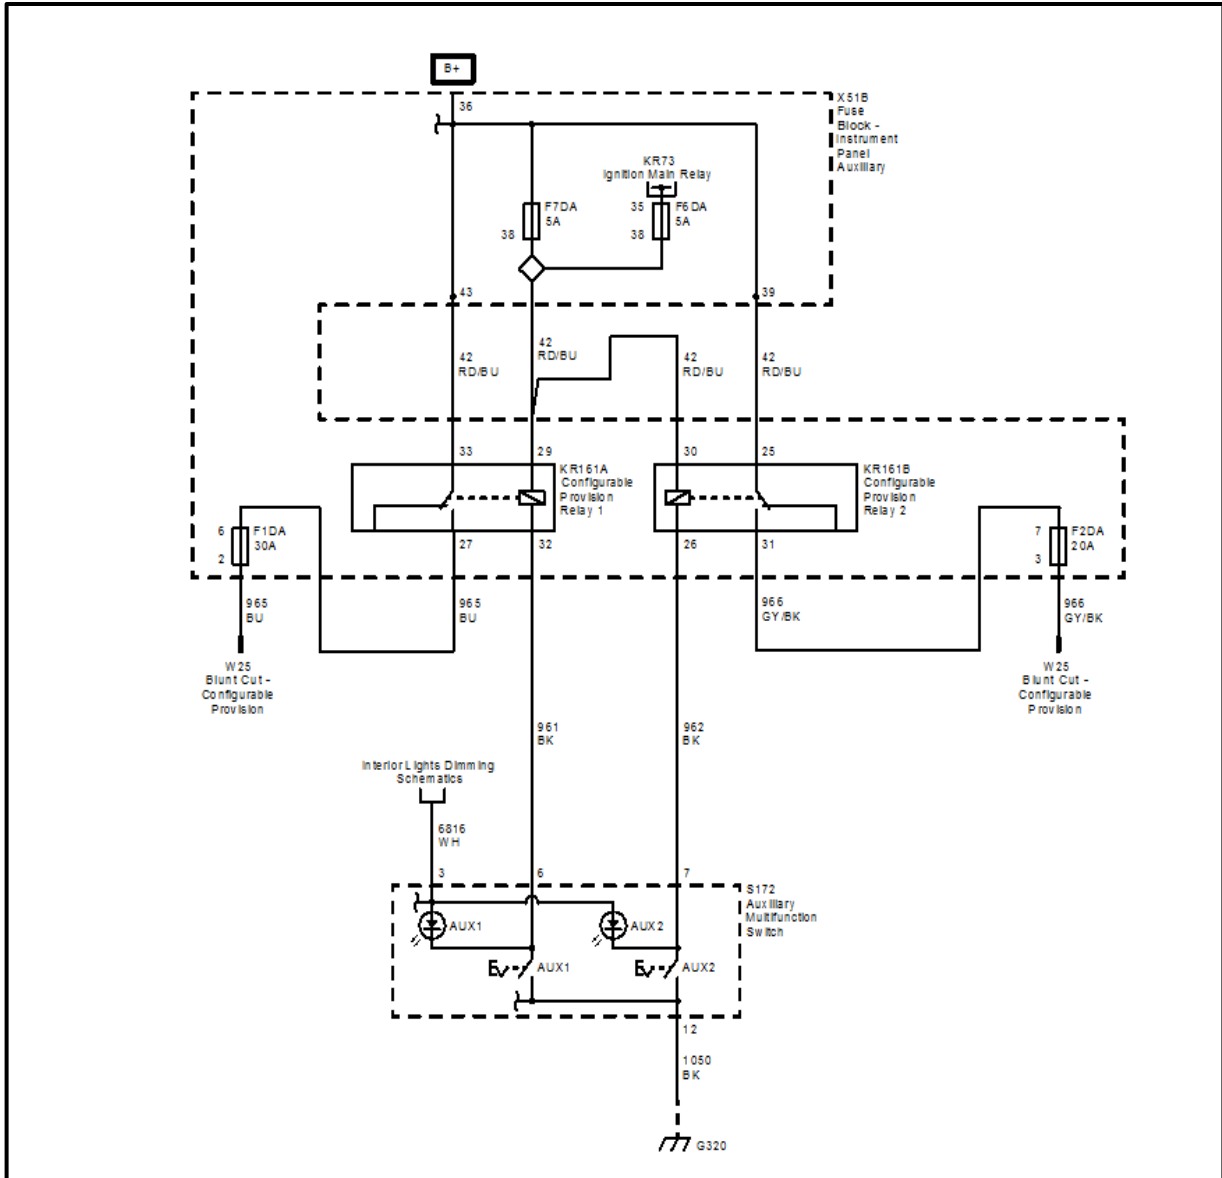 B+
36
X51B
Fuse
Block -
Instrument
Panel
Auxiliary
KR73
Ignition Main Relay
F7DA
5A
38
35
F6DA
5A
38
43
39
42
RD/BU
42
RD/BU
42
RD/BU
42
RD/BU
33
29
30
25
KR161A
Configurable
Provision
Relay 1
KR161B
Configurable
Provision
Relay 2
6
F1DA
30A
2
27
32
26
31
7
F2DA
20A
3
965
BU
965
BU
966
GY/BK
966
GY/BK
W25
Blunt Cut -
Configurable
Provision
W25
Blunt Cut -
Configurable
Provision
961
BK
962
BK
Interior Lights Dimming
Schematics
6816
WH
3
6
7
S172
Auxiliary
Multifunction
Switch
AUX1
AUX2
AUX1
AUX2
12
1050
BK
G320